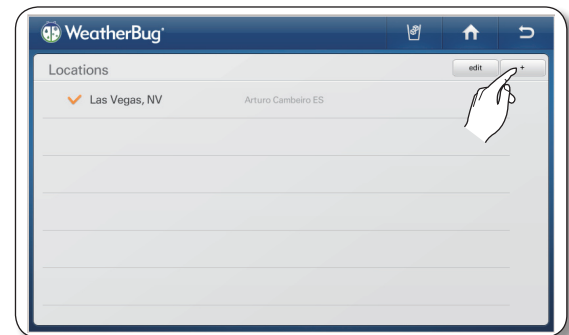 WeatherBug
Locations
edit +
Las Vegas, NV Arturo Cambeiro ES